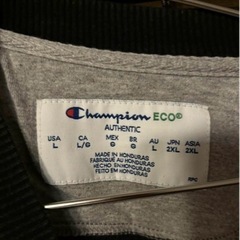 Champion ECO®
AUTHENTIC
USA CA MEX BR AU JPN ASIA
L L/G G G L 2XL 2XL
MADE IN HONDURAS
FABRIQUÉ AU HONDURAS
HECHO EN HONDURAS
FEITO EM HONDURAS
RPC